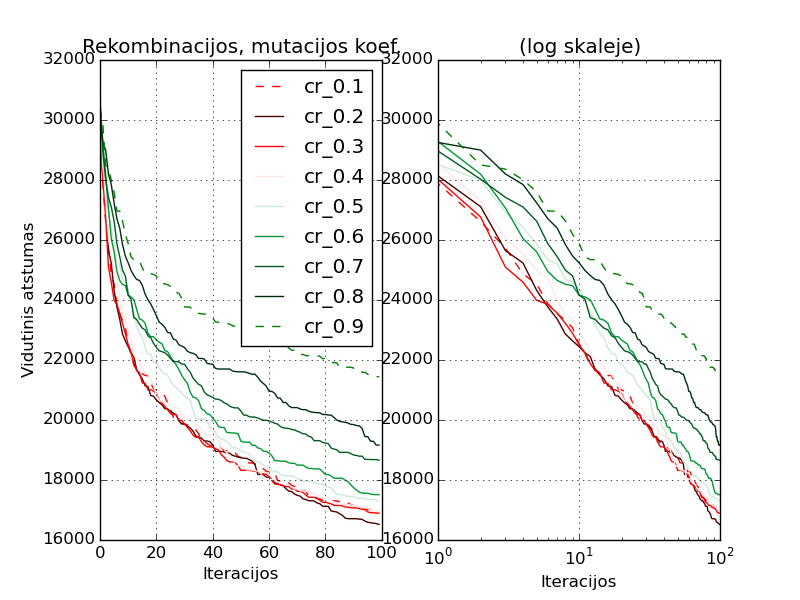 Rekombinacijos, mutacijos koef.
(log skaleje)
32000
30000
28000
26000
24000
22000
20000
18000
16000
Vidutinis atstumas
0
20
40
60
80
100
Iteracijos
cr_0.1
cr_0.2
cr_0.3
cr_0.4
cr_0.5
cr_0.6
cr_0.7
cr_0.8
cr_0.9
32000
30000
28000
26000
24000
22000
20000
18000
16000
10⁰
10¹
10²
Iteracijos